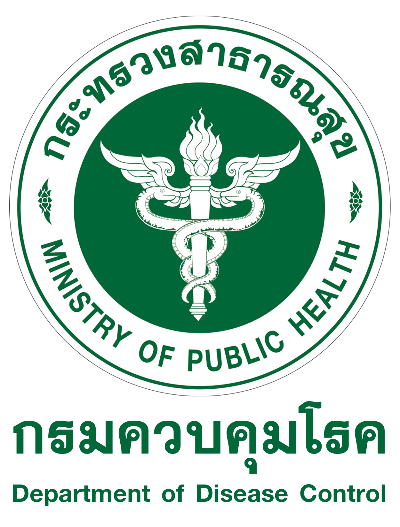 กระทรวงสาธารณสุข
MINISTRY OF PUBLIC HEALTH
กรมควบคุมโรค
Department of Disease Control